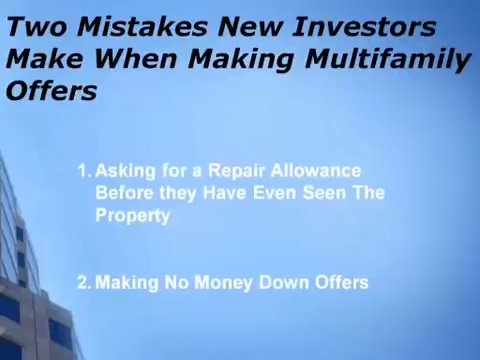 Two Mistakes New Investors
Make When Making Multifamily
Offers
1. Asking for a Repair Allowance
Before they Have Even Seen The
Property
2. Making No Money Down Offers